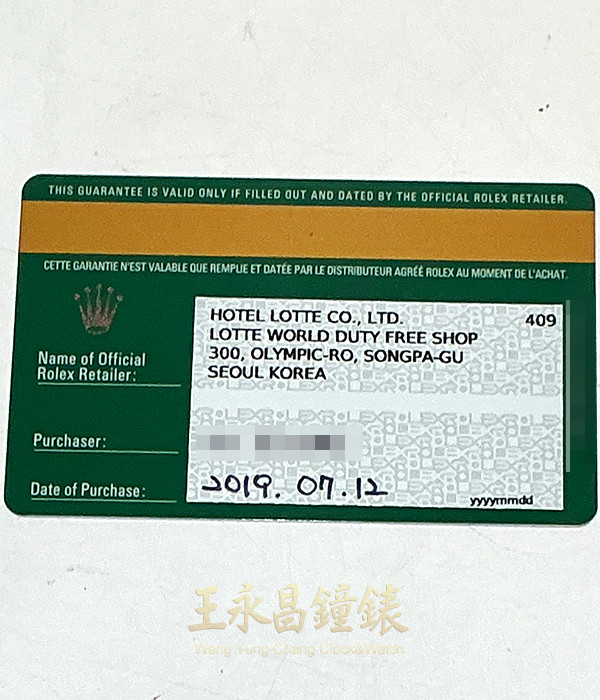 THIS GUARANTEE IS VALID ONLY IF FILLED OUT AND DATED BY THE OFFICIAL ROLEX RETAILER.
CETTE GARANTIE N'EST VALABLE QUE REMPLIE ET DATÉE PAR LE DISTRIBUTEUR AGRÉÉ ROLEX AU MOMENT DE L'ACHAT.
HOTEL LOTTE CO., LTD. 409
LOTTE WORLD DUTY FREE SHOP
300, OLYMPIC-RO, SONGPA-GU
SEOUL KOREA
Name of Official
Rolex Retailer:
Purchaser:
Date of Purchase: 2019. 07. 12
yyyymmdd
王永昌鐘錶
Wang Yung-Chang Clock&Watch